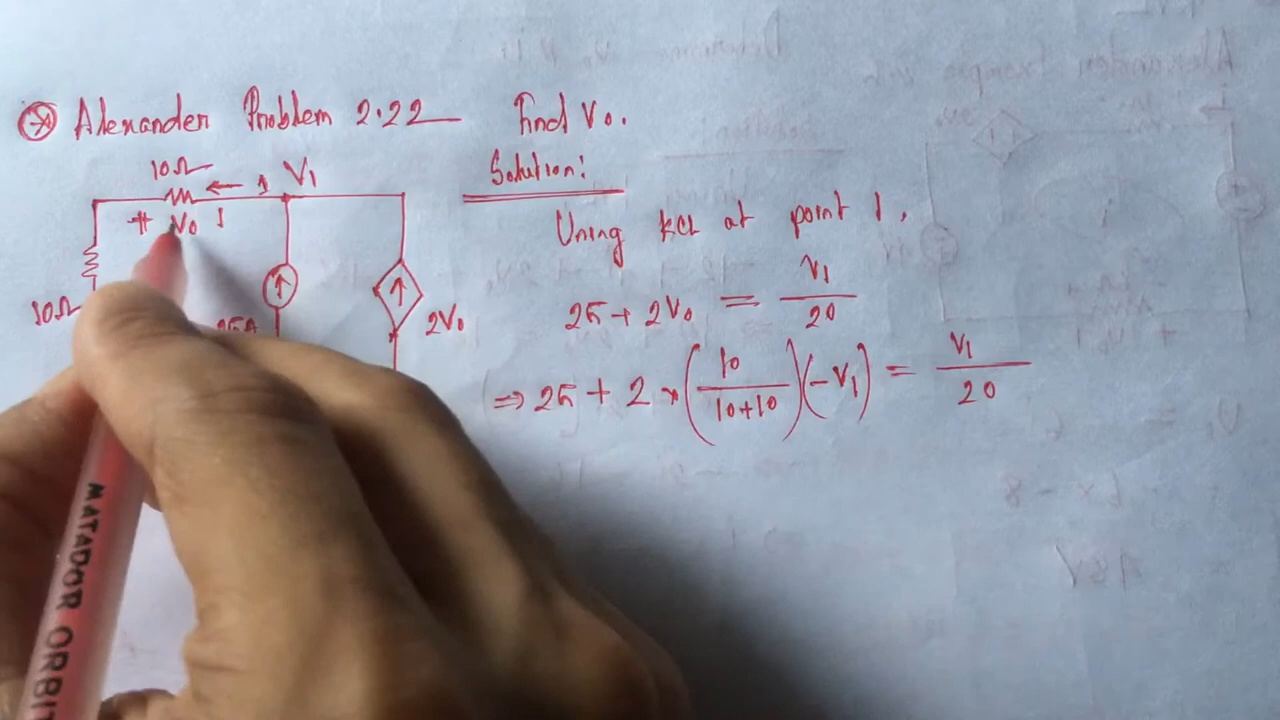 Alexander Problem 2.22 Find V₀.
Solution:
10Ω V₁
+ V₀
Using KCL at point 1,
10Ω 25A 2V₀
25 + 2V₀ = V₁/20
⇒ 25 + 2 × (10/(10+10)) (-V₁) = V₁/20
MATADOR ORBIT